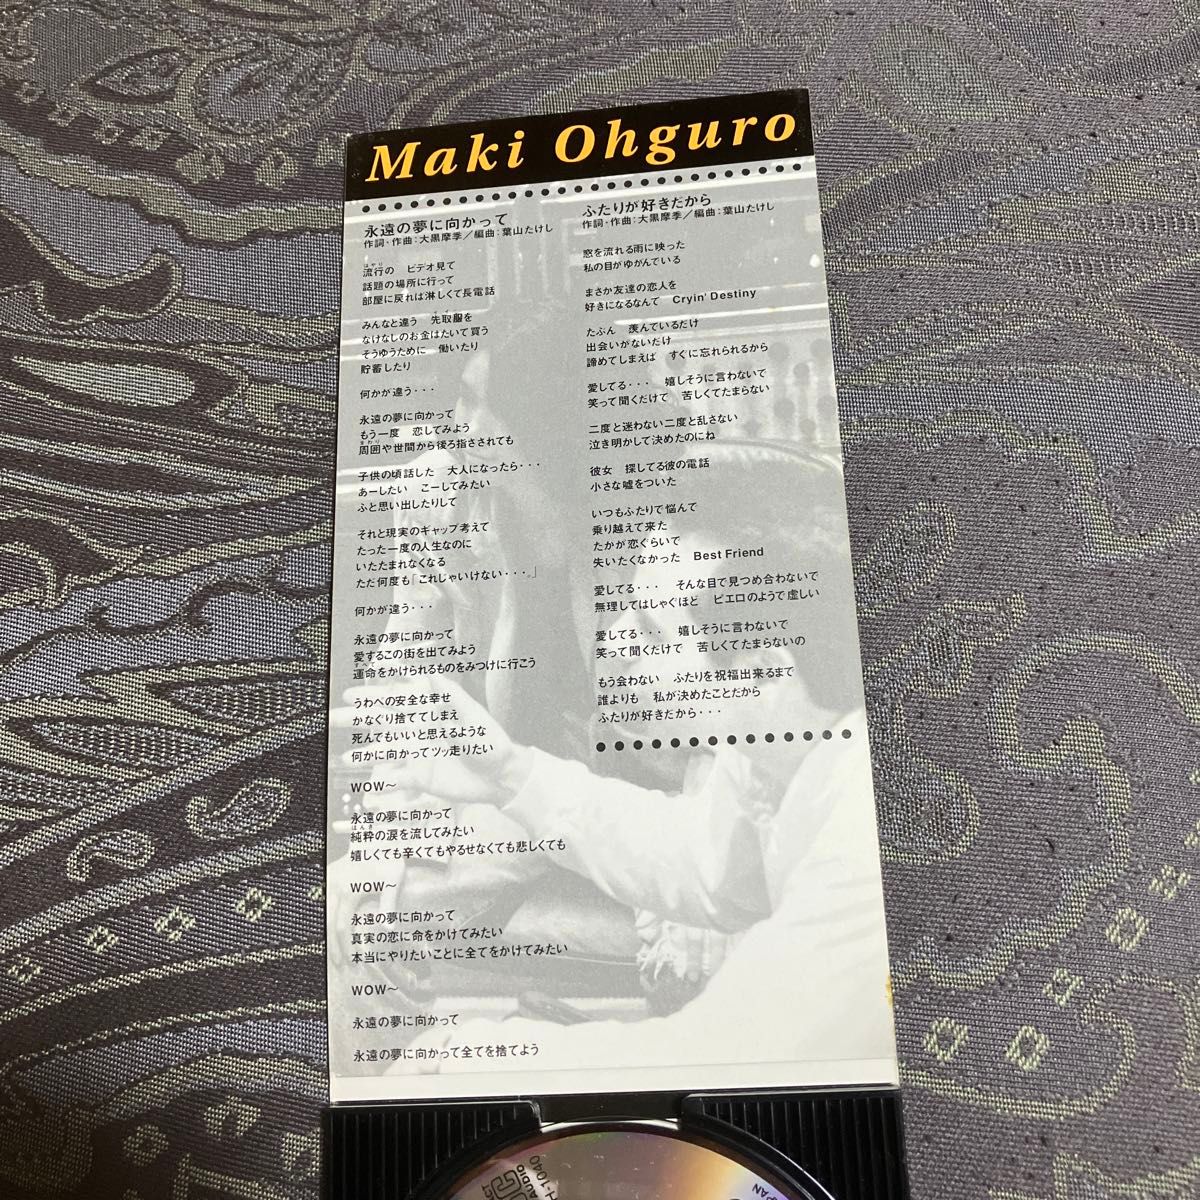 Maki Ohguro
永遠の夢に向かって
作詞・作曲：大黒摩季／編曲：葉山たけし
はやり
流行の　ビデオ見て
話題の場所に行って
部屋に戻れば淋しくて長電話
みんなと違う　先取服を
なけなしのお金はたいて買う
そうゆうために　働いたり
貯蓄したり
何かが違う・・・
永遠の夢に向かって
もう一度　恋してみよう
まわり
周囲や世間から後ろ指さされても
子供の頃話した　大人になったら・・・
あーしたい　こーしてみたい
ふと思い出したりして
それと現実のギャップ考えて
たった一度の人生なのに
いたたまれなくなる
ただ何度も「これじゃいけない・・・。」
何かが違う・・・
永遠の夢に向かって
愛するこの街を出てみよう
すべて
運命をかけられるものをみつけに行こう
うわべの安全な幸せ
かなぐり捨ててしまえ
死んでもいいと思えるような
何かに向かってツッ走りたい
WOW〜
永遠の夢に向かって
ほんき
純粋の涙を流してみたい
嬉しくても辛くてもやるせなくても悲しくても
WOW〜
永遠の夢に向かって
真実の恋に命をかけてみたい
本当にやりたいことに全てをかけてみたい
WOW〜
永遠の夢に向かって
永遠の夢に向かって全てを捨てよう
ふたりが好きだから
作詞・作曲：大黒摩季／編曲：葉山たけし
窓を流れる雨に映った
私の目がゆがんでいる
まさか友達の恋人を
好きになるなんて　Cryin' Destiny
たぶん　羨んでいるだけ
出会いがないだけ
諦めてしまえば　すぐに忘れられるから
愛してる・・・　嬉しそうに言わないで
笑って聞くだけで　苦しくてたまらない
二度と迷わない二度と乱さない
泣き明かして決めたのにね
彼女　探してる彼の電話
小さな嘘をついた
いつもふたりで悩んで
乗り越えて来た
たかが恋ぐらいで
失いたくなかった　Best Friend
愛してる・・・　そんな目で見つめ合わないで
無理してはしゃぐほど　ピエロのようで虚しい
愛してる・・・　嬉しそうに言わないで
笑って聞くだけで　苦しくてたまらないの
もう会わない　ふたりを祝福出来るまで
誰よりも　私が決めたことだから
ふたりが好きだから・・・